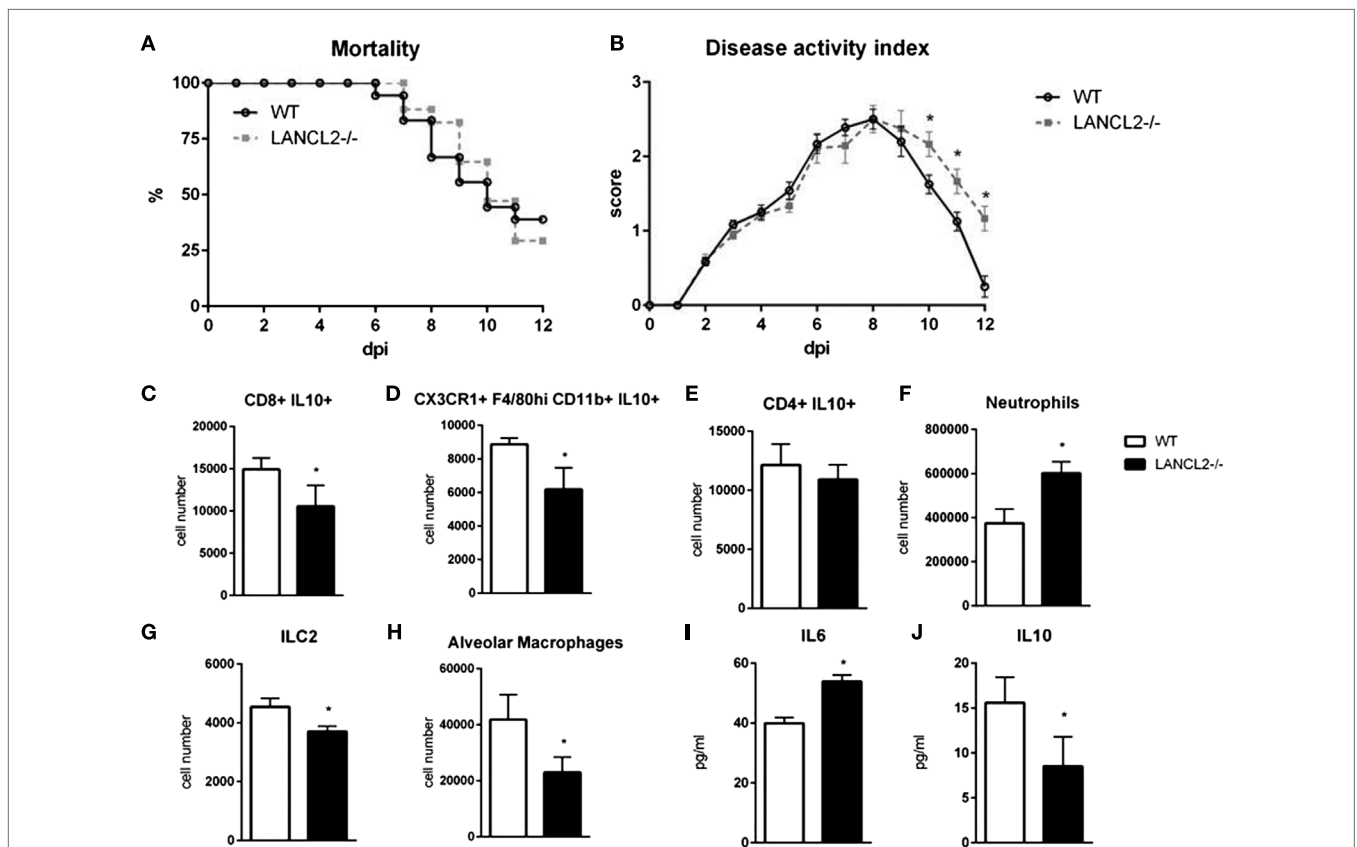 A
Mortality
100
75
50
25
0
%
WT
LANCL2-/-
0 2 4 6 8 10 12
dpi
B
Disease activity index
3
2
1
0
score
* * *
0 2 4 6 8 10 12
dpi
WT
LANCL2-/-
C
CD8+ IL10+
20000
15000
10000
5000
0
cell number
*
D
CX3CR1+ F4/80hi CD11b+ IL10+
10000
8000
6000
4000
2000
0
cell number
*
E
CD4+ IL10+
15000
10000
5000
0
cell number
F
Neutrophils
800000
600000
400000
200000
0
cell number
*
WT
LANCL2-/-
G
ILC2
6000
4000
2000
0
cell number
*
H
Alveolar Macrophages
60000
40000
20000
0
cell number
*
I
IL6
60
40
20
0
pg/ml
*
J
IL10
20
15
10
5
0
pg/ml
*